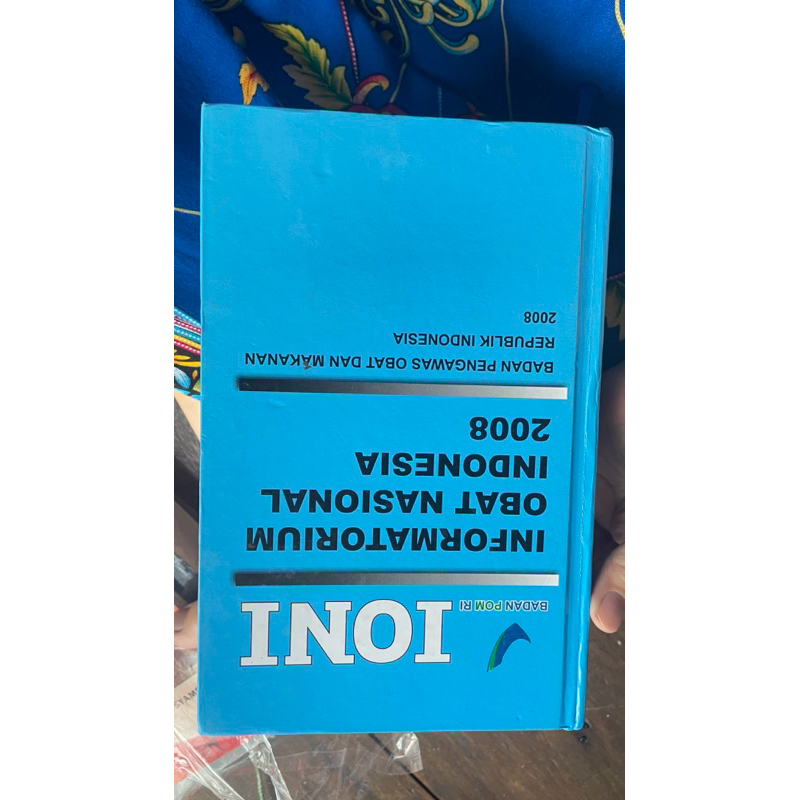 IONI
BADAN POM RI
INFORMATORIUM
OBAT NASIONAL
INDONESIA
2008
BADAN PENGAWAS OBAT DAN MAKANAN
REPUBLIK INDONESIA
2008